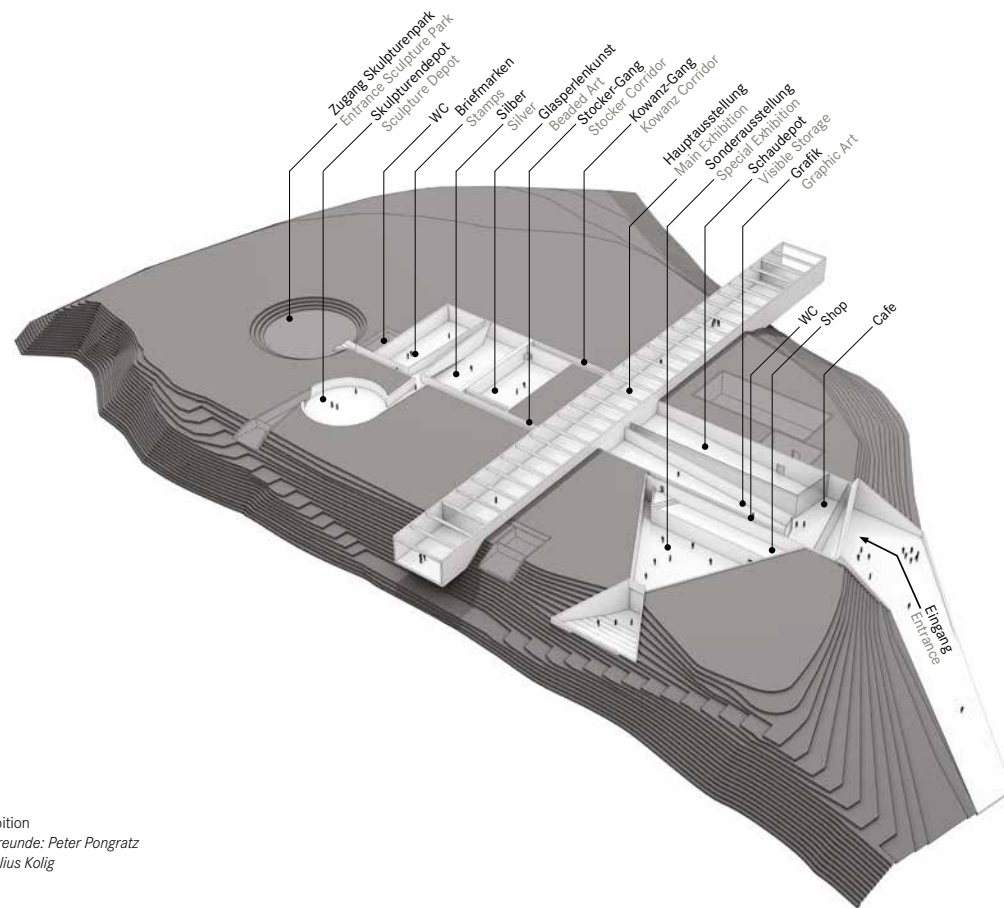 Zugang Skulpturenpark
Entrance Sculpture Park
Skulpturendepot
Sculpture Depot
WC
Briefmarken
Stamps
Silber
Silver
Glasperlenkunst
Beaded Art
Stocker-Gang
Stocker Corridor
Kowanz-Gang
Kowanz Corridor
Hauptausstellung
Main Exhibition
Sonderausstellung
Special Exhibition
Schaudepot
Visible Storage
Grafik
Graphic Art
WC
Shop
Cafe
Eingang
Entrance
bition
reunde: Peter Pongratz
lius Kolig